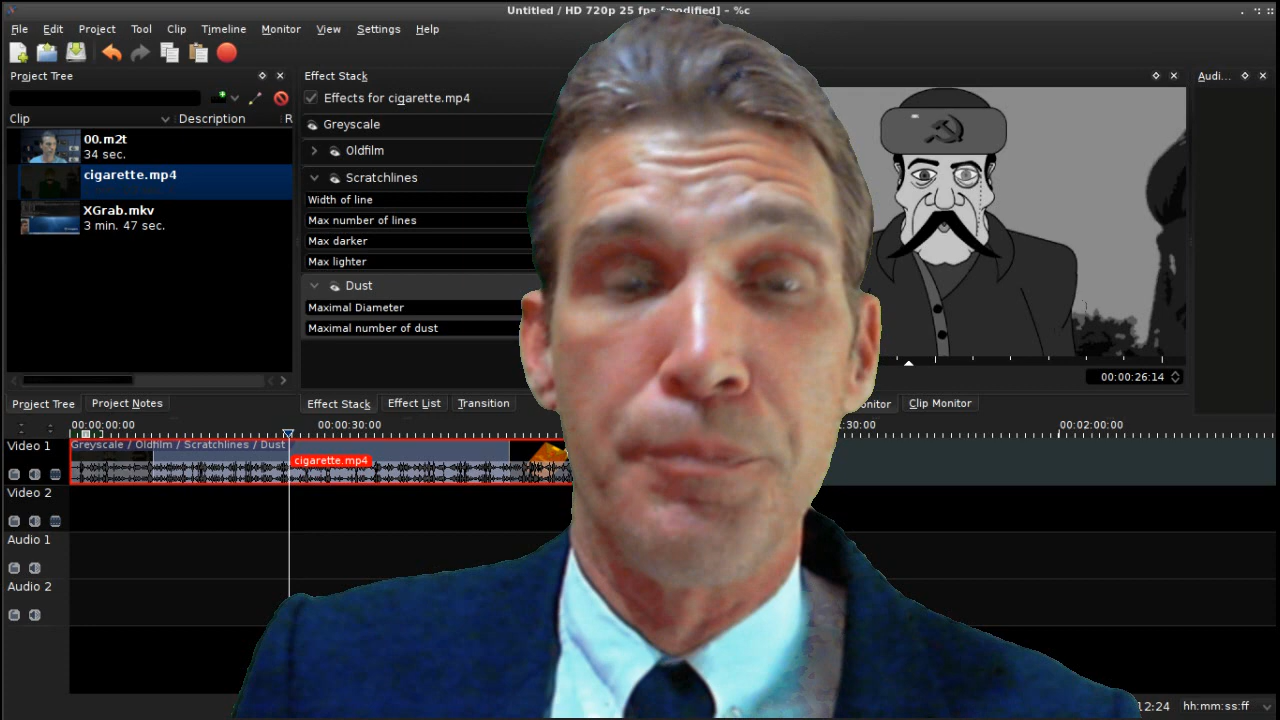 Untitled / HD 720p 25 fps [modified] – %c
File Edit Project Tool Clip Timeline Monitor View Settings Help
Project Tree
Effect Stack
Audi...
Effects for cigarette.mp4
Clip Description R
Greyscale
00.m2t
34 sec.
Oldfilm
cigarette.mp4
Scratchlines
Width of line
XGrab.mkv
3 min. 47 sec.
Max number of lines
Max darker
Max lighter
Dust
Maximal Diameter
Maximal number of dust
00:00:26:14
Project Tree Project Notes
Effect Stack Effect List Transition
onitor Clip Monitor
00:00:00:00 00:00:30:00 :30:00 00:02:00:00
Video 1
Greyscale / Oldfilm / Scratchlines / Dust
cigarette.mp4
Video 2
Audio 1
Audio 2
12:24 hh:mm:ss:ff